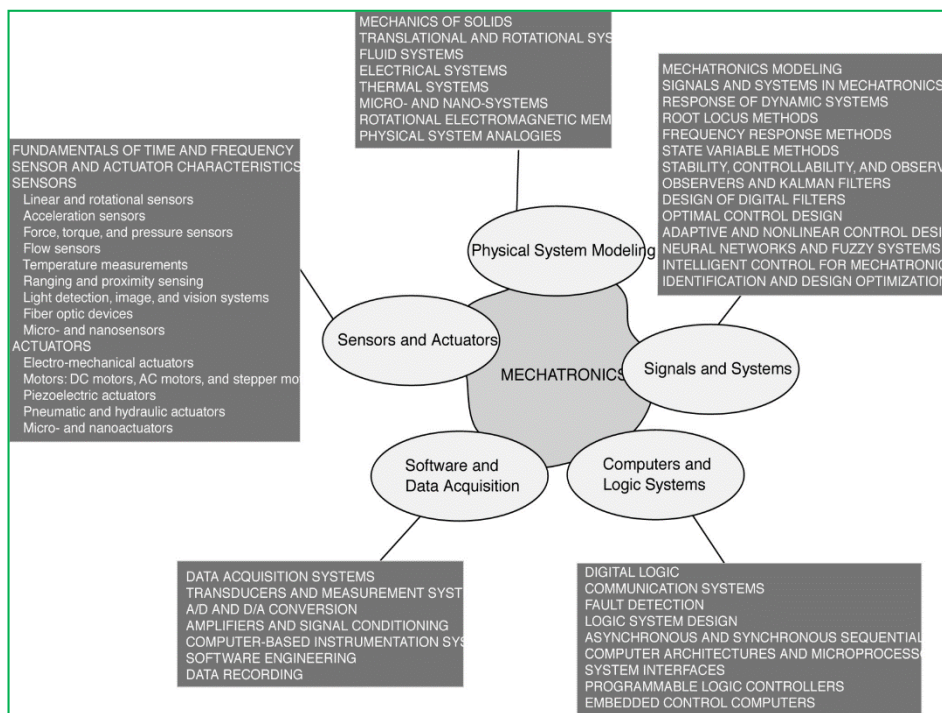 MECHANICS OF SOLIDS
TRANSLATIONAL AND ROTATIONAL SYS
FLUID SYSTEMS
ELECTRICAL SYSTEMS
THERMAL SYSTEMS
MICRO- AND NANO-SYSTEMS
ROTATIONAL ELECTROMAGNETIC MEM
PHYSICAL SYSTEM ANALOGIES
MECHATRONICS MODELING
SIGNALS AND SYSTEMS IN MECHATRONICS
RESPONSE OF DYNAMIC SYSTEMS
ROOT LOCUS METHODS
FREQUENCY RESPONSE METHODS
STATE VARIABLE METHODS
STABILITY, CONTROLLABILITY, AND OBSERV
OBSERVERS AND KALMAN FILTERS
DESIGN OF DIGITAL FILTERS
OPTIMAL CONTROL DESIGN
ADAPTIVE AND NONLINEAR CONTROL DESI
NEURAL NETWORKS AND FUZZY SYSTEMS
INTELLIGENT CONTROL FOR MECHATRONIC
IDENTIFICATION AND DESIGN OPTIMIZATION
FUNDAMENTALS OF TIME AND FREQUENCY
SENSOR AND ACTUATOR CHARACTERISTICS
SENSORS
Linear and rotational sensors
Acceleration sensors
Force, torque, and pressure sensors
Flow sensors
Temperature measurements
Ranging and proximity sensing
Light detection, image, and vision systems
Fiber optic devices
Micro- and nanosensors
ACTUATORS
Electro-mechanical actuators
Motors: DC motors, AC motors, and stepper mot
Piezoelectric actuators
Pneumatic and hydraulic actuators
Micro- and nanoactuators
Physical System Modeling
Sensors and Actuators
MECHATRONICS
Signals and Systems
Software and
Data Acquisition
Computers and
Logic Systems
DATA ACQUISITION SYSTEMS
TRANSDUCERS AND MEASUREMENT SYST
A/D AND D/A CONVERSION
AMPLIFIERS AND SIGNAL CONDITIONING
COMPUTER-BASED INSTRUMENTATION SYS
SOFTWARE ENGINEERING
DATA RECORDING
DIGITAL LOGIC
COMMUNICATION SYSTEMS
FAULT DETECTION
LOGIC SYSTEM DESIGN
ASYNCHRONOUS AND SYNCHRONOUS SEQUENTIAL
COMPUTER ARCHITECTURES AND MICROPROCESS
SYSTEM INTERFACES
PROGRAMMABLE LOGIC CONTROLLERS
EMBEDDED CONTROL COMPUTERS